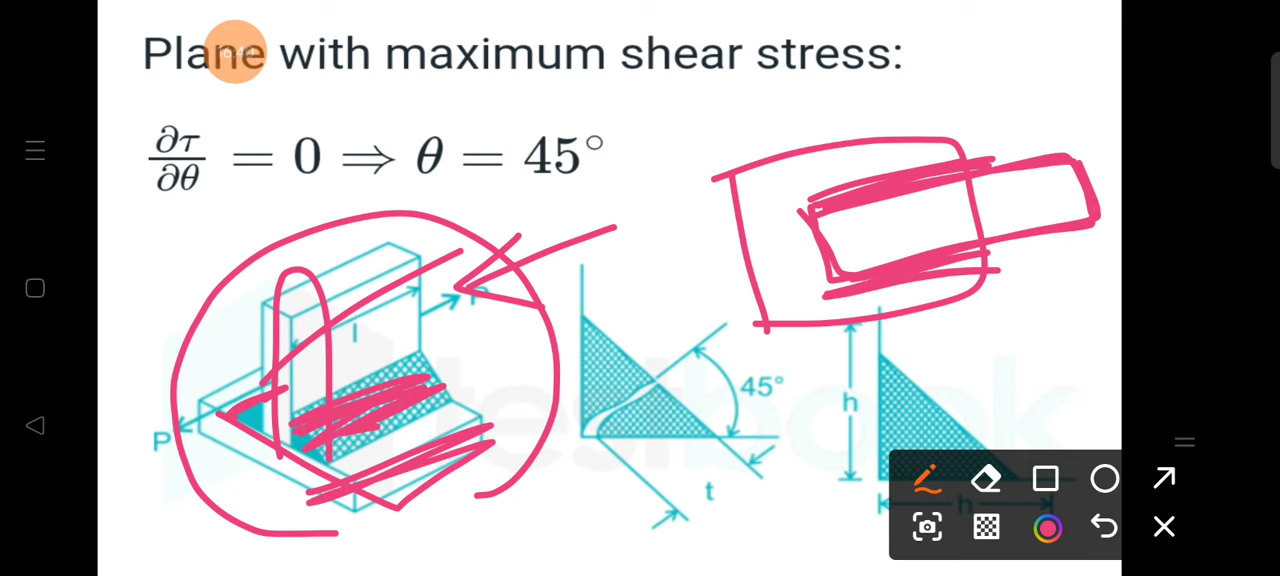 Plane with maximum shear stress:
∂τ/∂θ = 0 ⇒ θ = 45°
P
l
P
45°
t
h
h